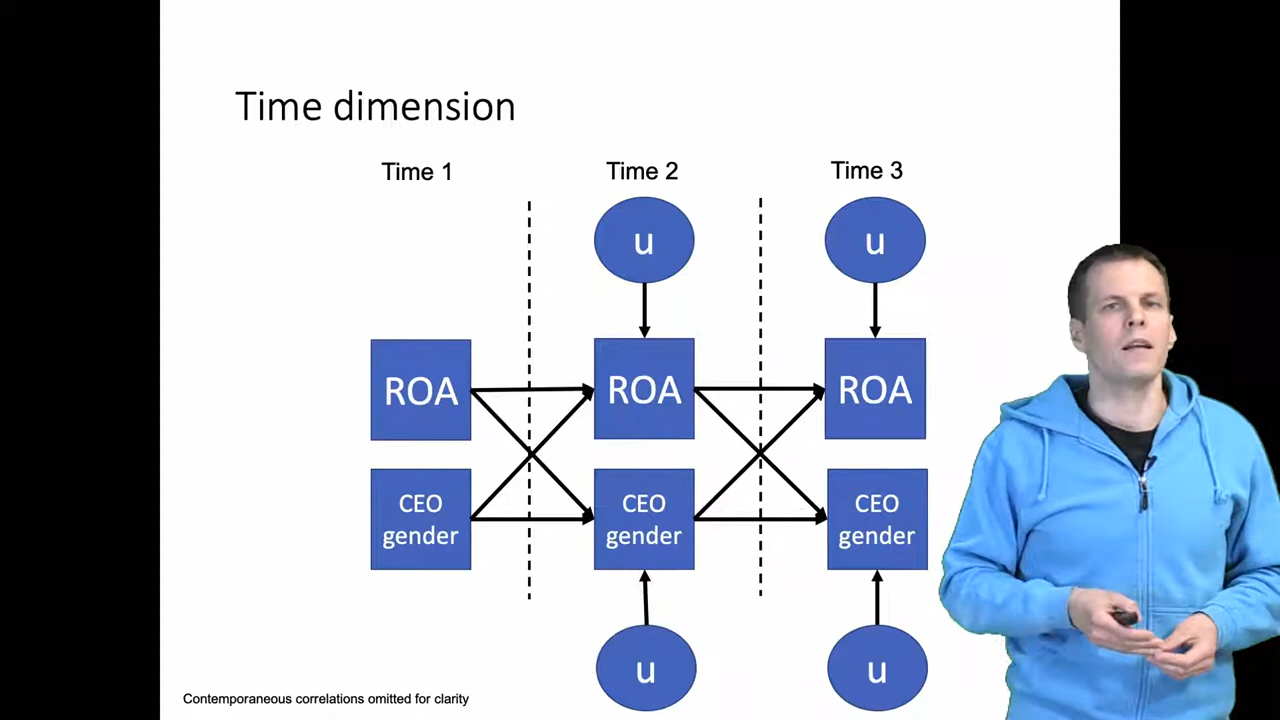 Time dimension
Time 1
Time 2
Time 3
u
u
ROA
ROA
ROA
CEO
gender
CEO
gender
CEO
gender
u
u
Contemporaneous correlations omitted for clarity